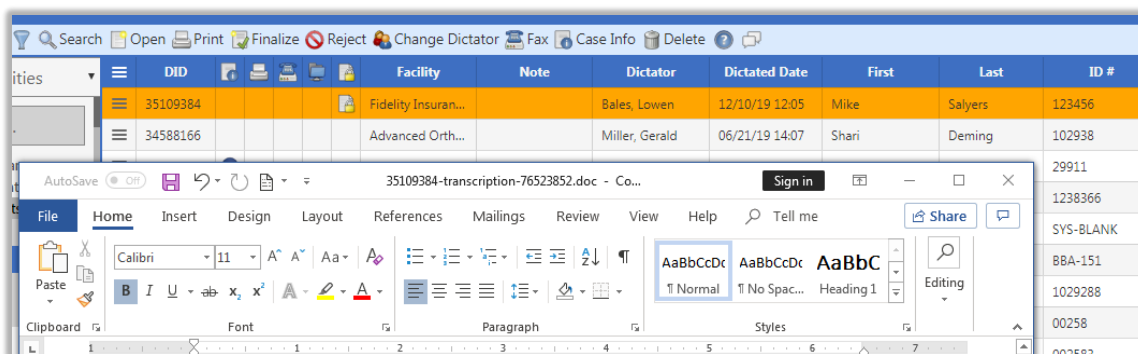 Search Open Print Finalize Reject Change Dictator Fax Case Info Delete
ities DID Facility Note Dictator Dictated Date First Last ID #
35109384 Fidelity Insuran... Bales, Lowen 12/10/19 12:05 Mike Salyers 123456
34588166 Advanced Orth... Miller, Gerald 06/21/19 14:07 Shari Deming 102938
29911
AutoSave Off 35109384-transcription-76523852.doc - Co... Sign in
1238366
File Home Insert Design Layout References Mailings Review View Help Tell me Share
SYS-BLANK
Calibri 11 Aa AaBbCcDc AaBbCcDc AaBbC
BBA-151
Paste B I U ab x₂ x² A A ¶ Normal ¶ No Spac... Heading 1 Editing
1029288
Clipboard Font Paragraph Styles
00258
1 1 2 3 4 5 6 7
002583